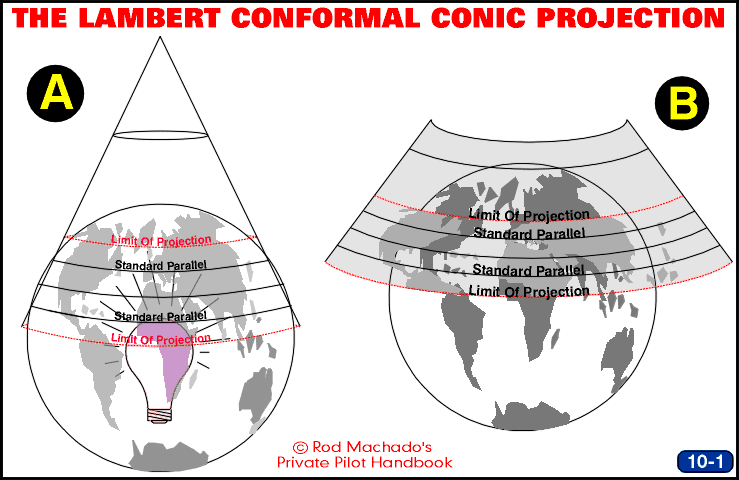 THE LAMBERT CONFORMAL CONIC PROJECTION
A
Limit Of Projection
Standard Parallel
Standard Parallel
Limit Of Projection
B
Limit Of Projection
Standard Parallel
Standard Parallel
Limit Of Projection
© Rod Machado's
Private Pilot Handbook
10-1